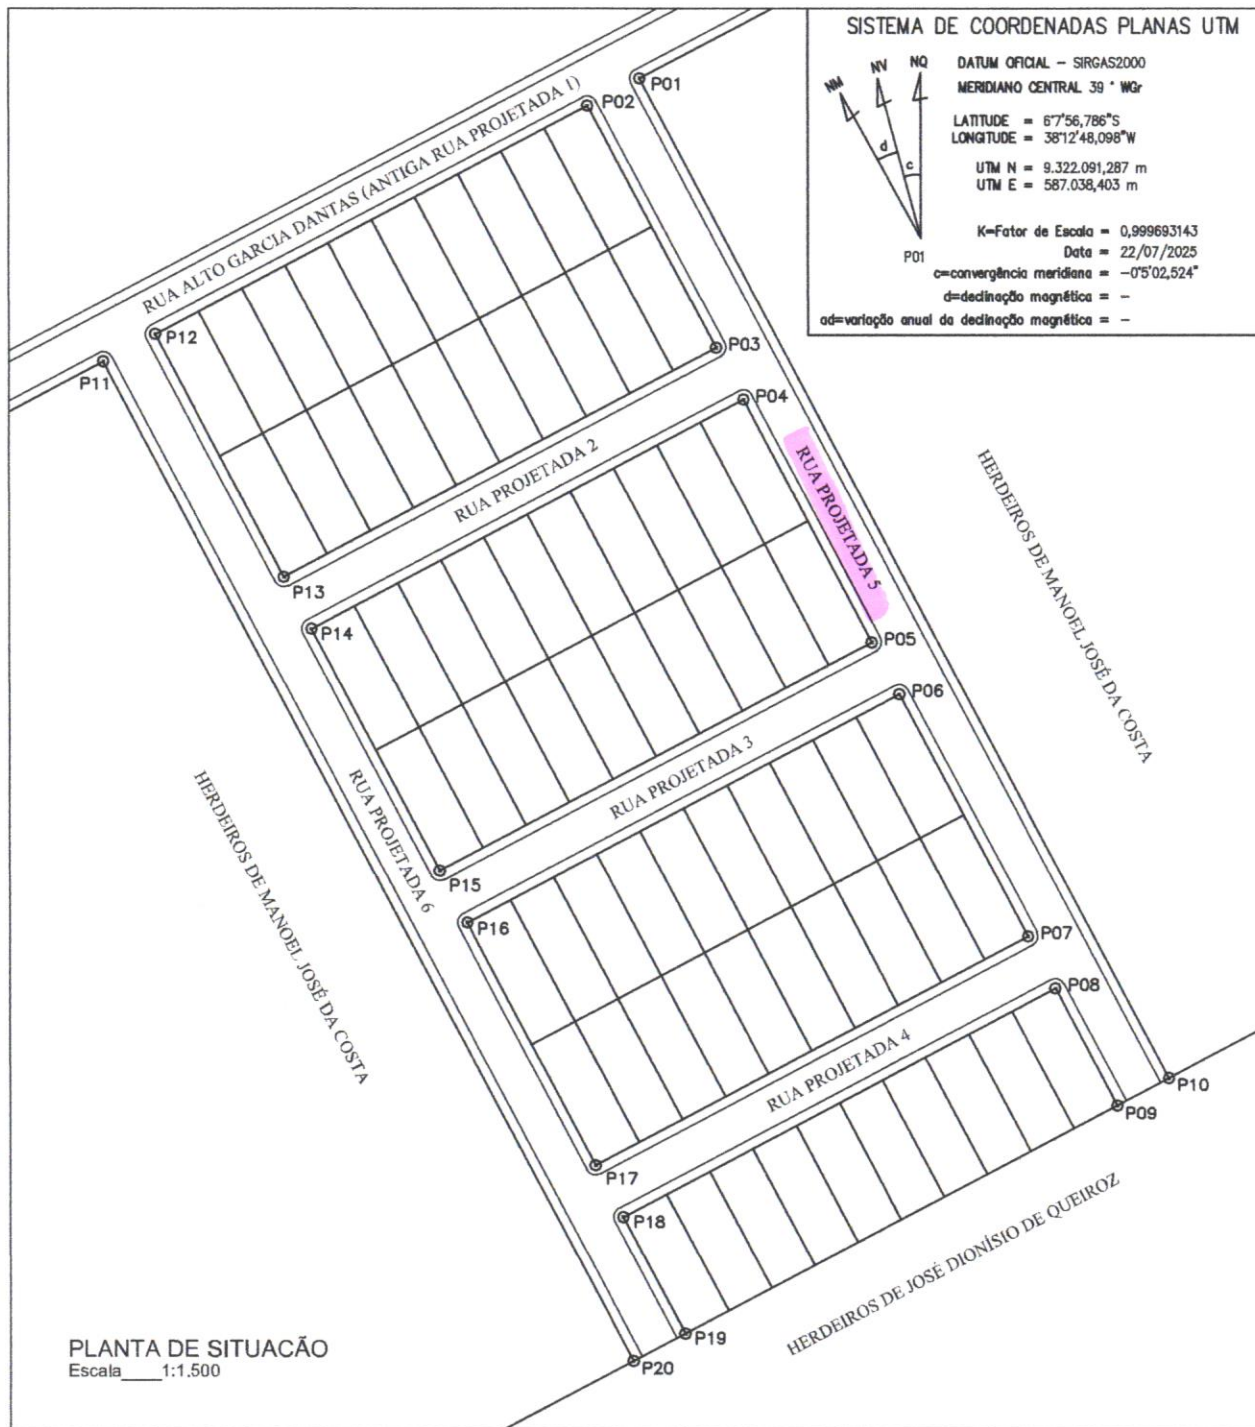 SISTEMA DE COORDENADAS PLANAS UTM
NM
NV
NQ
d
c
P01
DATUM OFICIAL - SIRGAS2000
MERIDIANO CENTRAL 39 ° WGr
LATITUDE = 6°7'56,786"S
LONGITUDE = 38°12'48,098"W
UTM N = 9.322.091,287 m
UTM E = 587.038,403 m
K=Fator de Escala = 0,999693143
Data = 22/07/2025
c=convergência meridiana = -0°5'02,524"
d=declinação magnética = -
ad=variação anual da declinação magnética = -
P01
P02
RUA ALTO GARCIA DANTAS (ANTIGA RUA PROJETADA 1)
P12
P11
P03
P04
RUA PROJETADA 2
RUA PROJETADA 5
HERDEIROS DE MANOEL JOSÉ DA COSTA
P13
P14
P05
P06
RUA PROJETADA 3
RUA PROJETADA 6
HERDEIROS DE MANOEL JOSÉ DA COSTA
P15
P16
P07
P08
RUA PROJETADA 4
P10
P09
P17
P18
HERDEIROS DE JOSÉ DIONÍSIO DE QUEIROZ
P19
P20
PLANTA DE SITUACÃO
Escala____1:1.500